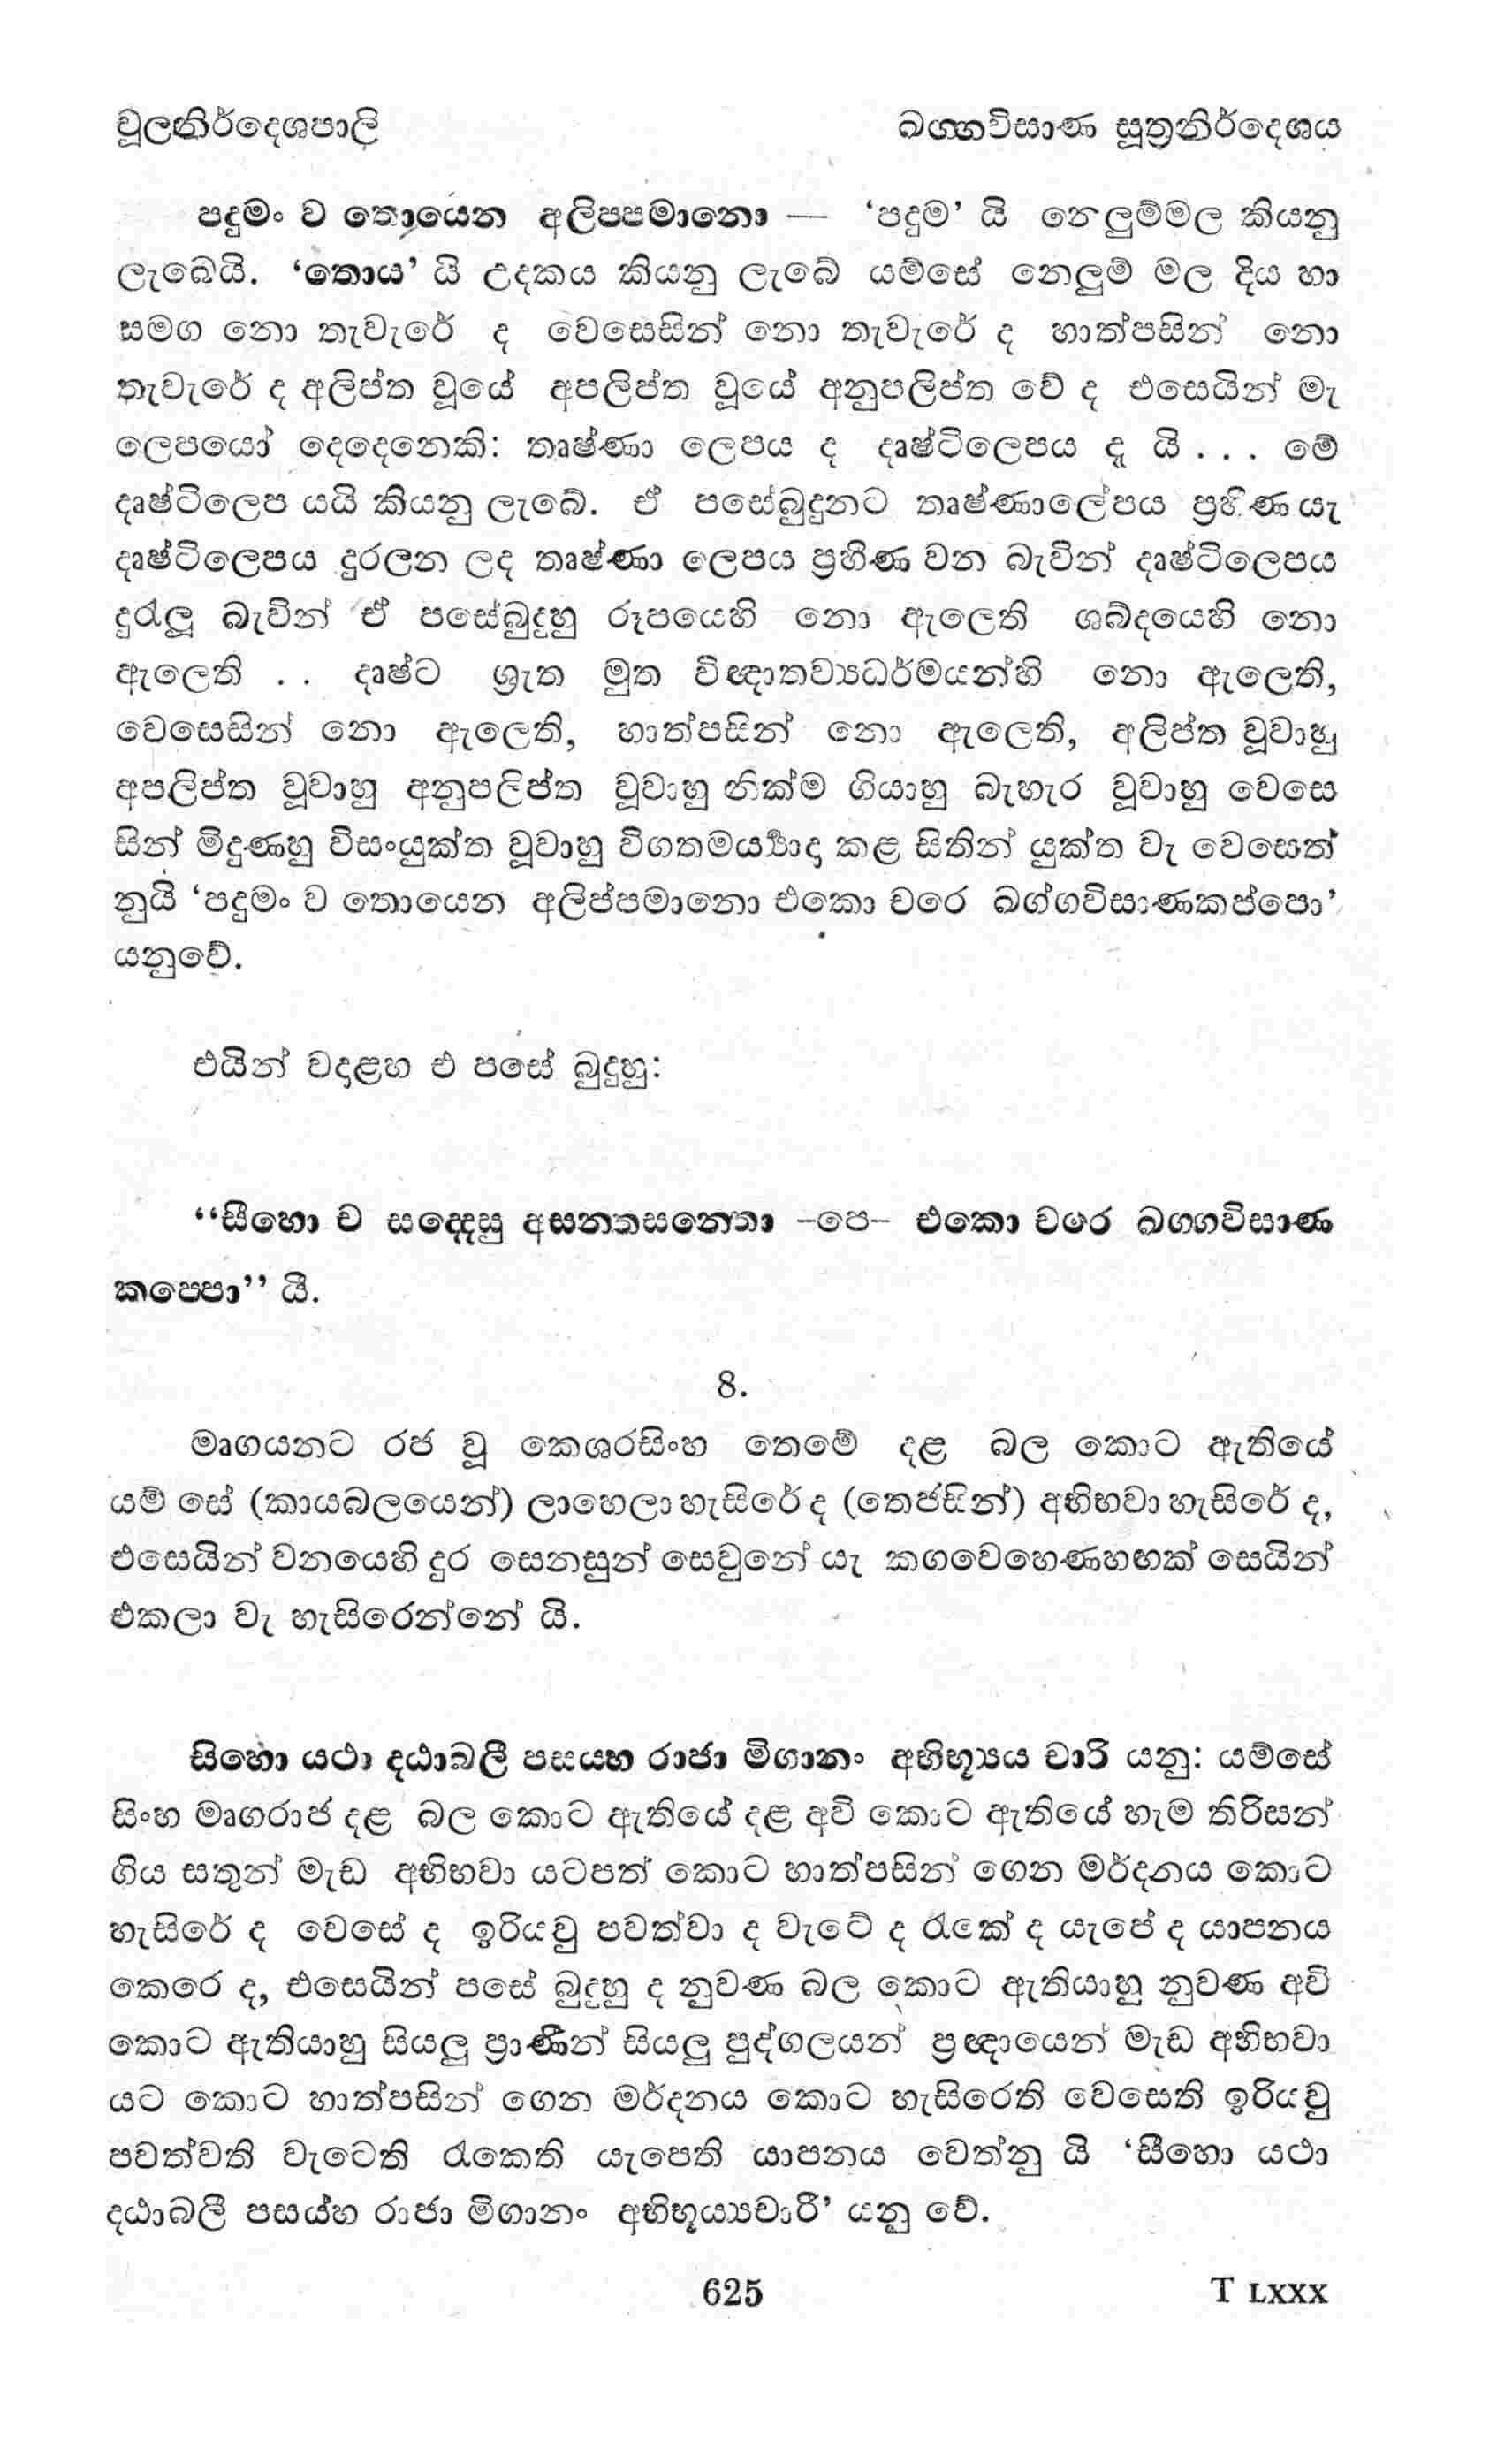 චූලනිර්දෙශපාලි ඛග්ගවිසාණ සූත්‍රනිර්දෙශය
පදුමං ව තොයෙන අලිප්පමානො — ‘පදුම’ යි නෙලුම්මල කියනු
ලැබෙයි. ‘තොය’ යි උදකය කියනු ලැබේ යම්සේ නෙලුම් මල දිය හා
සමග නො තැවැරේ ද වෙසෙසින් නො තැවැරේ ද හාත්පසින් නො
තැවැරේ ද අලිප්ත වූයේ අපලිප්ත වූයේ අනුපලිප්ත වේ ද එසෙයින් මැ
ලෙපයෝ දෙදෙනෙකි: තෘෂ්ණා ලෙපය ද දෘෂ්ටිලෙපය දැ යි . . . මේ
දෘෂ්ටිලෙප යයි කියනු ලැබේ. ඒ පසේබුදුනට තෘෂ්ණාලේපය ප්‍රහීණ යැ
දෘෂ්ටිලෙපය දුරලන ලද තෘෂ්ණා ලෙපය ප්‍රහීණ වන බැවින් දෘෂ්ටිලෙපය
දුරලූ බැවින් ඒ පසේබුදුහු රූපයෙහි නො ඇලෙති ශබ්දයෙහි නො
ඇලෙති . . දෘෂ්ට ශ්‍රැත මුත විඥාතව්‍යධර්මයන්හි නො ඇලෙති,
වෙසෙසින් නො ඇලෙති, හාත්පසින් නො ඇලෙති, අලිප්ත වූවාහු
අපලිප්ත වූවාහු අනුපලිප්ත වූවාහු නික්ම ගියාහු බැහැර වූවාහු වෙසෙ
සින් මිදුණහු විසංයුක්ත වූවාහු විගතමර්‍ය්‍යාද කළ සිතින් යුක්ත වැ වෙසෙත්
නුයි ‘පදුමං ව තොයෙන අලිප්පමානො එකො චරෙ ඛග්ගවිසාණකප්පො’
යනුවේ.
එයින් වදාළහ එ පසේ බුදුහු:
“සීහො ව සද්දෙසු අසන්තසන්තො –පෙ– එකො චරෙ ඛග්ගවිසාණ
කප්පො” යි.
8.
මෘගයනට රජ වූ කෙශරසිංහ තෙමේ දළ බල කොට ඇතියේ
යම් සේ (කායබලයෙන්) ලාහෙලා හැසිරේ ද (තෙජසින්) අභිභවා හැසිරේ ද,
එසෙයින් වනයෙහි දුර සෙනසුන් සෙවුනේ යැ කගවෙහෙණහඟක් සෙයින්
එකලා වැ හැසිරෙන්නේ යි.
සිහො යථා දාඨාබලී පසය්හ රාජා මිගානං අභිභූය්‍ය චාරි යනු: යම්සේ
සිංහ මෘගරාජ දළ බල කොට ඇතියේ දළ අවි කොට ඇතියේ හැම තිරිසන්
ගිය සතුන් මැඩ අභිභවා යටපත් කොට හාත්පසින් ගෙන මර්දනය කොට
හැසිරේ ද වෙසේ ද ඉරියවු පවත්වා ද වැටේ ද රැකේ ද යැපේ ද යාපනය
කෙරෙ ද, එසෙයින් පසේ බුදුහු ද නුවණ බල කොට ඇතියාහු නුවණ අවි
කොට ඇතියාහු සියලු ප්‍රාණීන් සියලු පුද්ගලයන් ප්‍රඥායෙන් මැඩ අභිභවා
යට කොට හාත්පසින් ගෙන මර්දනය කොට හැසිරෙති වෙසෙති ඉරියවු
පවත්වති වැටෙති රැකෙති යැපෙති යාපනය වෙත්නු යි ‘සීහො යථා
දාඨාබලී පසය්හ රාජා මිගානං අභිභූය්‍යචාරී’ යනු වේ.
625 T LXXX